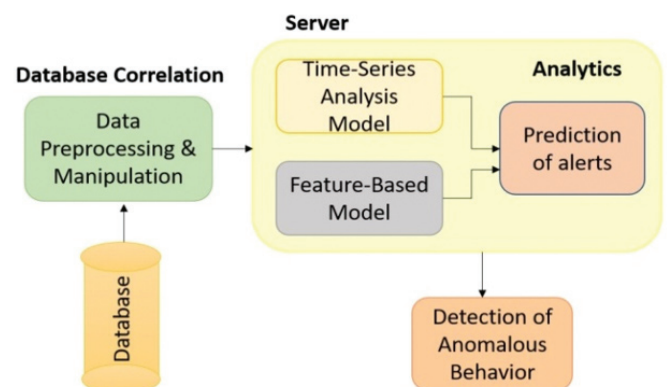 Server
Database Correlation
Data
Preprocessing &
Manipulation
Time-Series
Analysis
Model
Feature-Based
Model
Analytics
Prediction
of alerts
Database
Detection of
Anomalous
Behavior